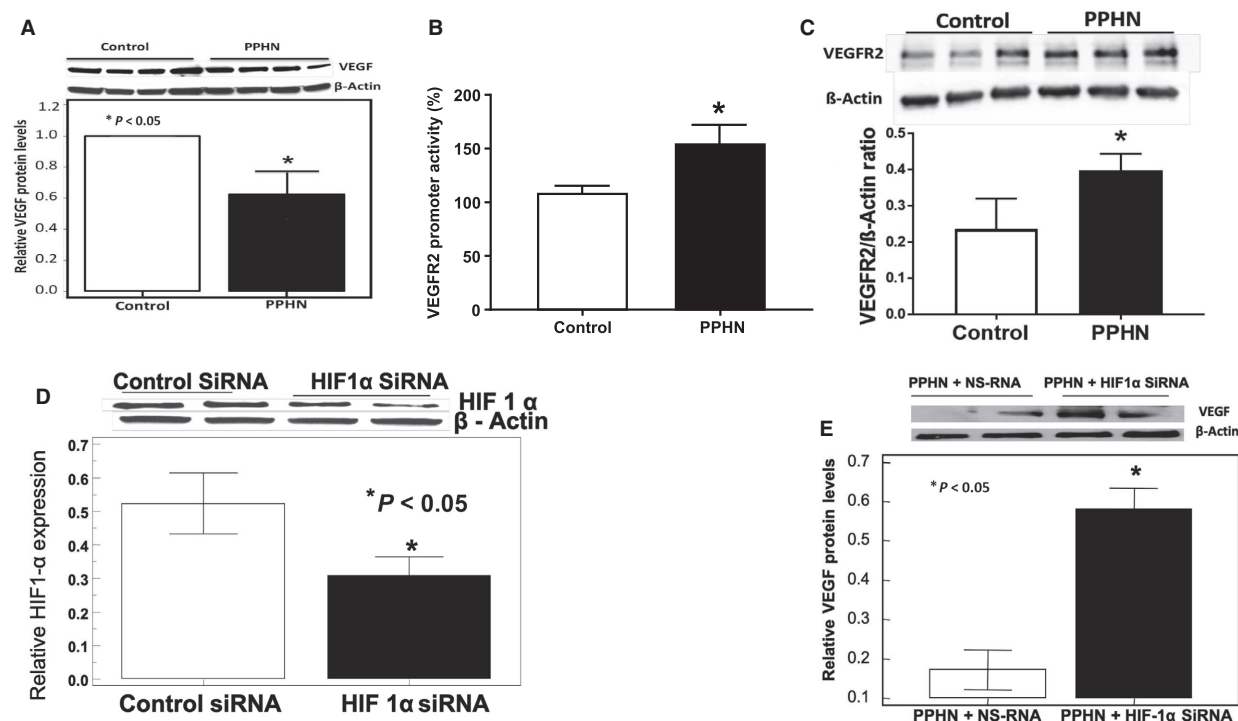 A
Control PPHN
VEGF
β-Actin
1.2
1.0
0.8
0.6
0.4
0.2
0.0
* P < 0.05
*
Relative VEGF protein levels
Control PPHN
B
200
150
100
50
0
*
VEGFR2 promoter activity (%)
Control PPHN
C
Control PPHN
VEGFR2
ß-Actin
0.5
0.4
0.3
0.2
0.1
0.0
*
VEGFR2/ß-Actin ratio
Control PPHN
D
Control SiRNA HIF1α SiRNA
HIF 1 α
β - Actin
0.7
0.6
0.5
0.4
0.3
0.2
0.1
0.0
*P < 0.05
*
Relative HIF1-α expression
Control siRNA HIF 1α siRNA
E
PPHN + NS-RNA PPHN + HIF1α SiRNA
VEGF
β-Actin
0.7
0.6
0.5
0.4
0.3
0.2
0.1
* P < 0.05
*
Relative VEGF protein levels
PPHN + NS-RNA PPHN + HIF-1α SiRNA